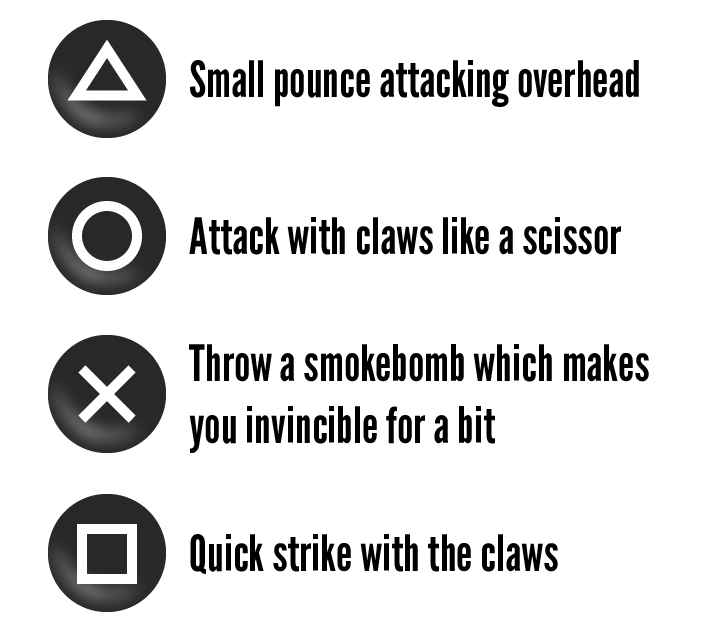 Small pounce attacking overhead
Attack with claws like a scissor
Throw a smokebomb which makes
you invincible for a bit
Quick strike with the claws